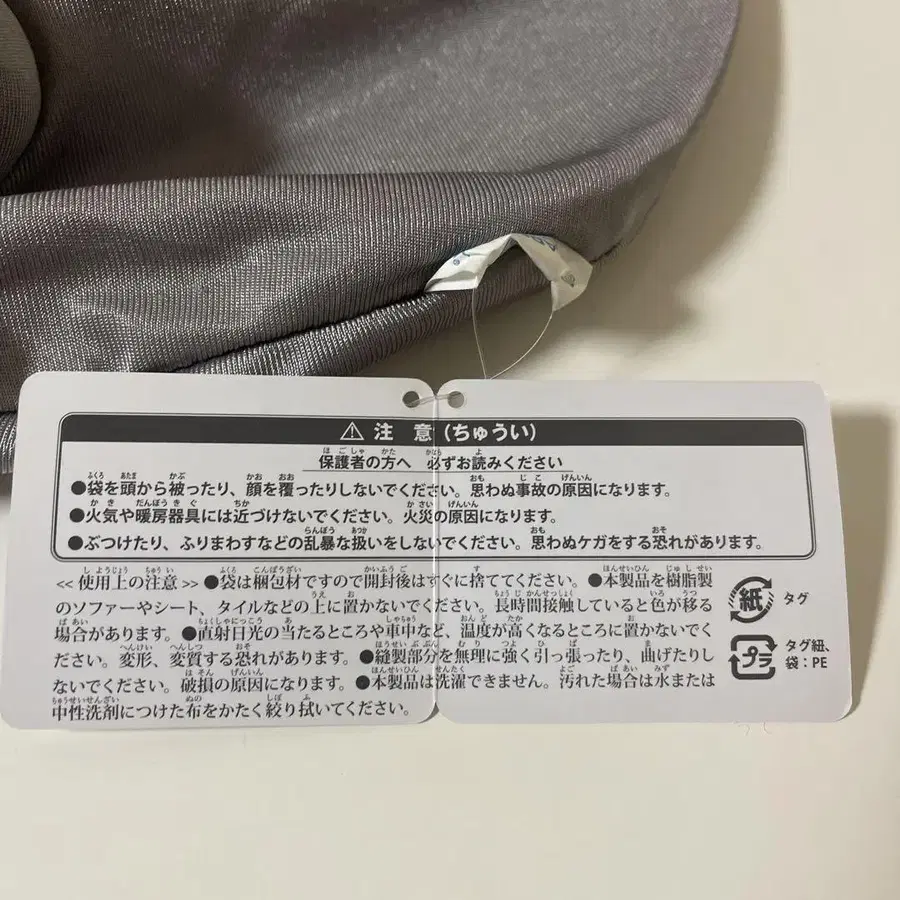 ⚠ 注 意(ちゅうい)
保護者の方へ 必ずお読みください
●袋を頭から被ったり、顔を覆ったりしないでください。思わぬ事故の原因になります。
●火気や暖房器具には近づけないでください。火災の原因になります。
●ぶつけたり、ふりまわすなどの乱暴な扱いをしないでください。思わぬケガをする恐れがあります。
<<使用上の注意>>●袋は梱包材ですので開封後はすぐに捨ててください。●本製品を樹脂製
のソファーやシート、タイルなどの上に置かないでください。長時間接触していると色が移る
場合があります。●直射日光の当たるところや車中など、温度が高くなるところに置かないでく
ださい。変形、変質する恐れがあります。●縫製部分を無理に強く引っ張ったり、曲げたりし
ないでください。破損の原因になります。●本製品は洗濯できません。汚れた場合は水または
中性洗剤につけた布をかたく絞り拭いてください。
紙 タグ
プラ タグ紐、
袋:PE